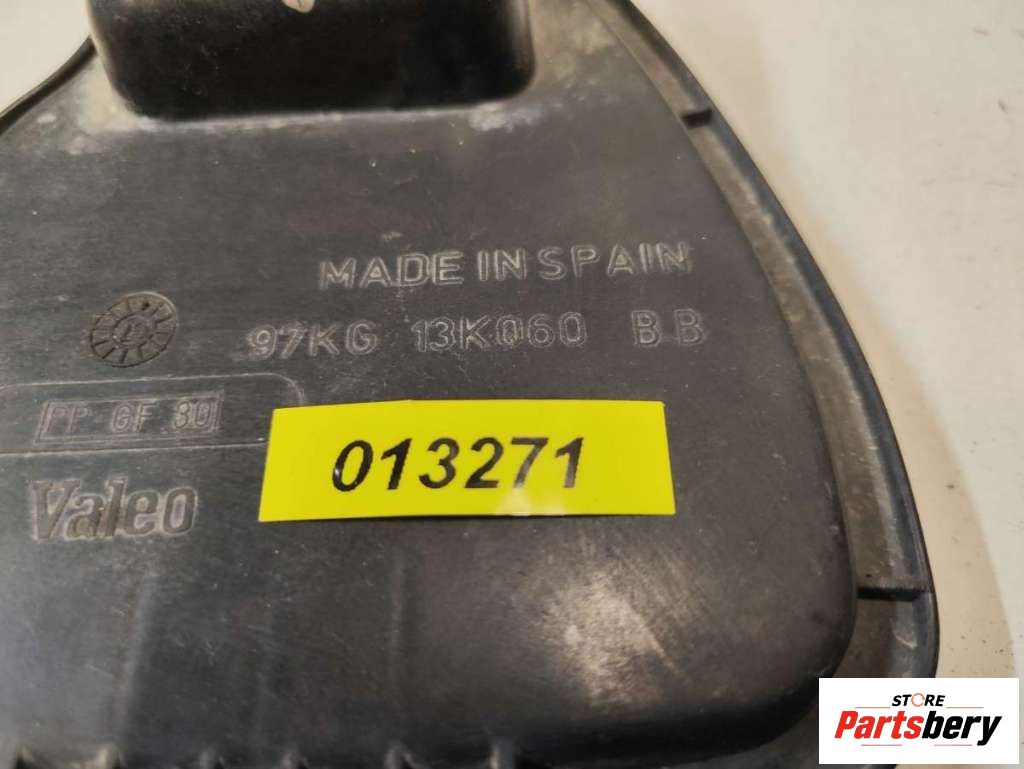 MADE IN SPAIN
97KG 13K060 BB
PP GF 30
013271
Valeo
STORE
Partsbery